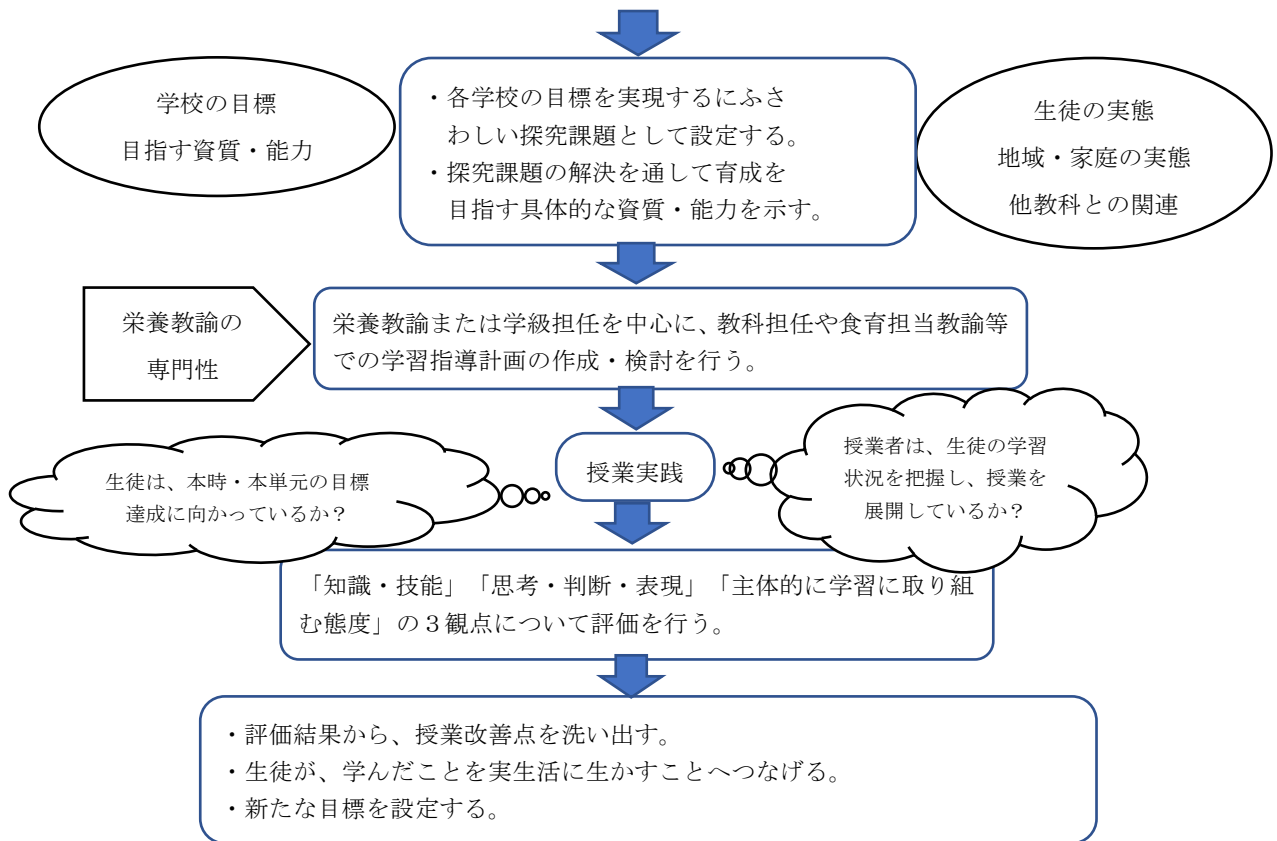 学校の目標
目指す資質・能力
・各学校の目標を実現するにふさ
わしい探究課題として設定する。
・探究課題の解決を通して育成を
目指す具体的な資質・能力を示す。
生徒の実態
地域・家庭の実態
他教科との関連
栄養教諭の
専門性
栄養教諭または学級担任を中心に、教科担任や食育担当教諭等
での学習指導計画の作成・検討を行う。
生徒は、本時・本単元の目標
達成に向かっているか？
授業実践
授業者は、生徒の学習
状況を把握し、授業を
展開しているか？
「知識・技能」「思考・判断・表現」「主体的に学習に取り組
む態度」の３観点について評価を行う。
・評価結果から、授業改善点を洗い出す。
・生徒が、学んだことを実生活に生かすことへつなげる。
・新たな目標を設定する。